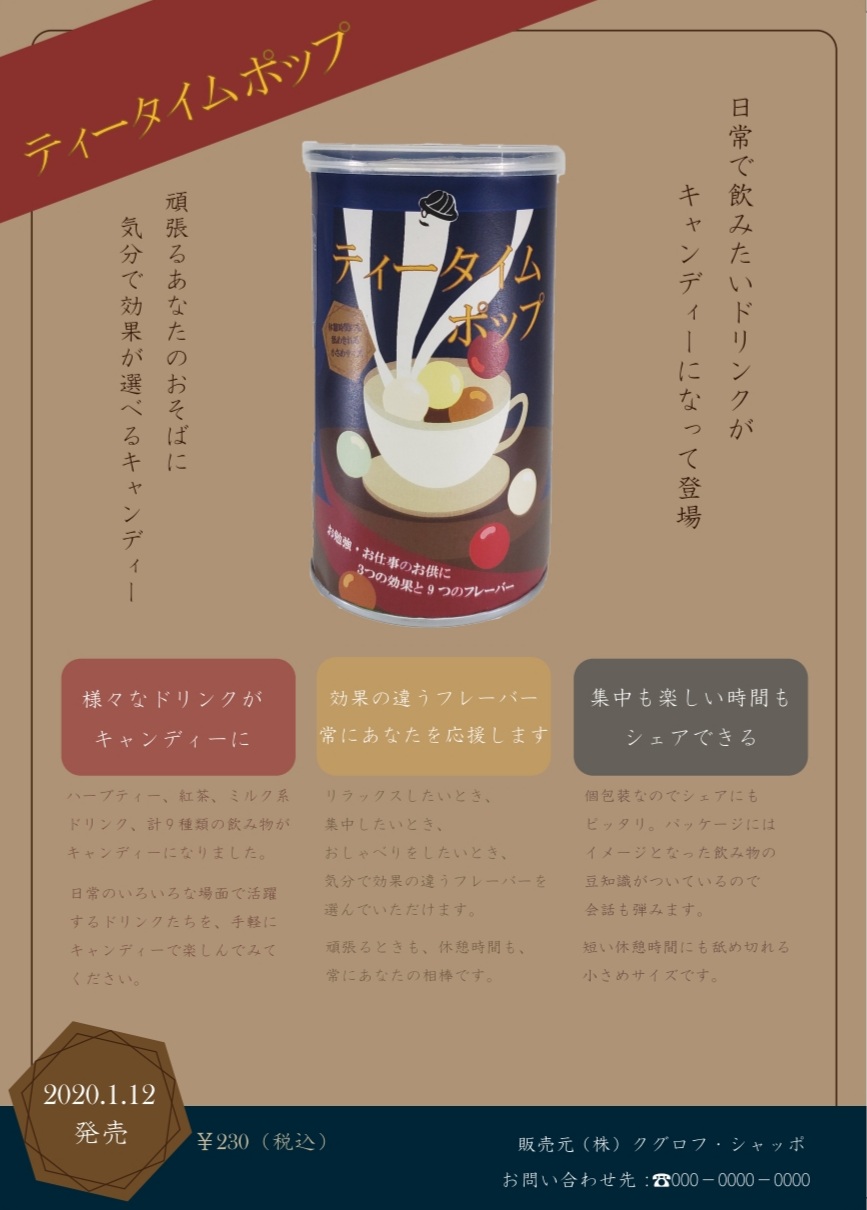 ティータイムポップ
日常で飲みたいドリンクが
キャンディーになって登場
頑張るあなたのおそばに
気分で効果が選べるキャンディー
ティータイム
ポップ
お勉強・お仕事のお供に
3つの効果と9つのフレーバー
様々なドリンクが
キャンディーに
ハーブティー、紅茶、ミルク系
ドリンク、計9種類の飲み物が
キャンディーになりました。
日常のいろいろな場面で活躍
するドリンクたちを、手軽に
キャンディーで楽しんでみて
ください。
効果の違うフレーバー
常にあなたを応援します
リラックスしたいとき、
集中したいとき、
おしゃべりをしたいとき、
気分で効果の違うフレーバーを
選んでいただけます。
頑張るときも、休憩時間も、
常にあなたの相棒です。
集中も楽しい時間も
シェアできる
個包装なのでシェアにも
ピッタリ。パッケージには
イメージとなった飲み物の
豆知識がついているので
会話も弾みます。
短い休憩時間にも舐め切れる
小さめサイズです。
2020.1.12
発売
¥230（税込）
販売元（株）クグロフ・シャッポ
お問い合わせ先：☎000－0000－0000